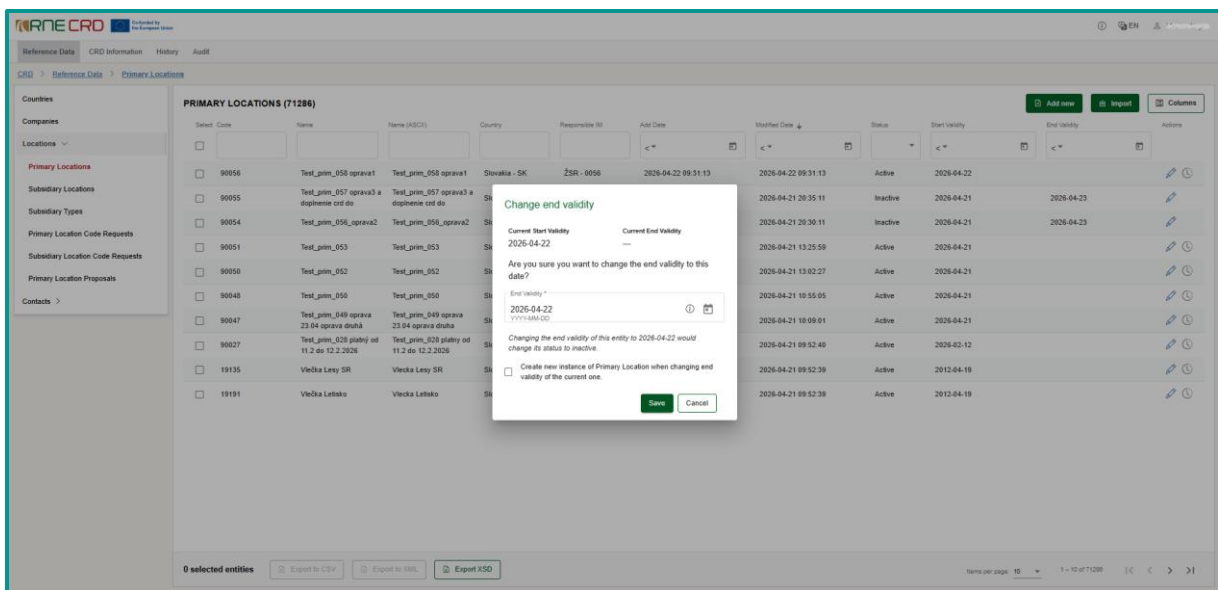 RNE CRD Co-funded by the European Union
EN
Reference Data CRD Information History Audit
CRD > Reference Data > Primary Locations
Countries
Companies
Locations
Primary Locations
Subsidiary Locations
Subsidiary Types
Primary Location Code Requests
Subsidiary Location Code Requests
Primary Location Proposals
Contacts >
PRIMARY LOCATIONS (71286)
Add new Import Columns
Select Code Name Name (ASCII) Country Responsible IM Add Date Modified Date Status Start Validity End Validity Actions
< < < <
90056 Test_prim_058 oprava1 Test_prim_058 oprava1 Slovakia - SK ŽSR - 0056 2026-04-22 09:31:13 2026-04-22 09:31:13 Active 2026-04-22
90055 Test_prim_057 oprava3 a doplnenie crd do Test_prim_057 oprava3 a doplnenie crd do 2026-04-21 20:35:11 Inactive 2026-04-21 2026-04-23
90054 Test_prim_056_oprava2 Test_prim_056_oprava2 2026-04-21 20:30:11 Inactive 2026-04-21 2026-04-23
90051 Test_prim_053 Test_prim_053 2026-04-21 13:25:59 Active 2026-04-21
90050 Test_prim_052 Test_prim_052 2026-04-21 13:02:27 Active 2026-04-21
90048 Test_prim_050 Test_prim_050 2026-04-21 10:55:05 Active 2026-04-21
90047 Test_prim_049 oprava 23.04 oprava druhá Test_prim_049 oprava 23.04 oprava druha 2026-04-21 10:09:01 Active 2026-04-21
90027 Test_prim_028 platný od 11.2 do 12.2.2026 Test_prim_028 platny od 11.2 do 12.2.2026 2026-04-21 09:52:40 Active 2026-02-12
19135 Vlečka Lesy SR Vlecka Lesy SR 2026-04-21 09:52:39 Active 2012-04-19
19191 Vlečka Letisko Vlecka Letisko 2026-04-21 09:52:39 Active 2012-04-19
Change end validity
Current Start Validity Current End Validity
2026-04-22 —
Are you sure you want to change the end validity to this
date?
End Validity *
2026-04-22
YYYY-MM-DD
Changing the end validity of this entity to 2026-04-22 would
change its status to inactive.
Create new instance of Primary Location when changing end
validity of the current one.
Save Cancel
0 selected entities Export to CSV Export to XML Export XSD
Items per page: 10 1 – 10 of 71286